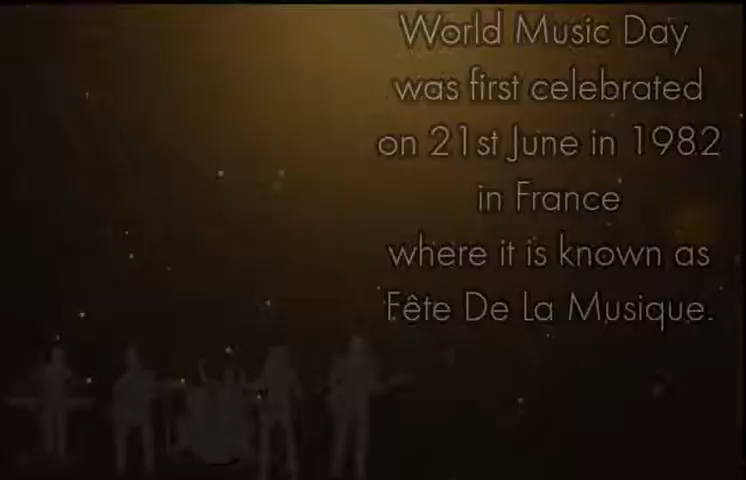 World Music Day
was first celebrated
on 21st June in 1982
in France
where it is known as
Fête De La Musique.